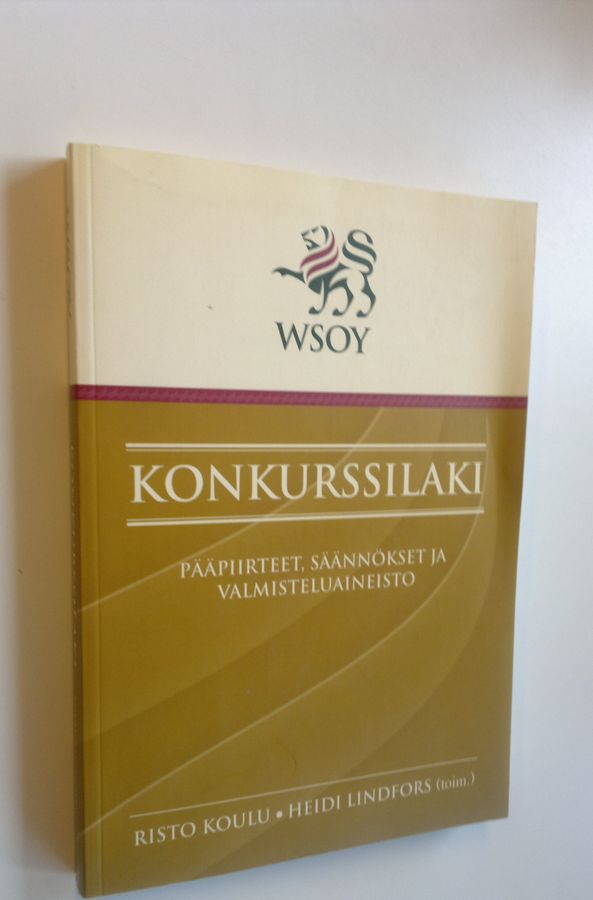 WSOY
KONKURSSILAKI
PÄÄPIIRTEET, SÄÄNNÖKSET JA
VALMISTELUAINEISTO
RISTO KOULU • HEIDI LINDFORS (toim.)